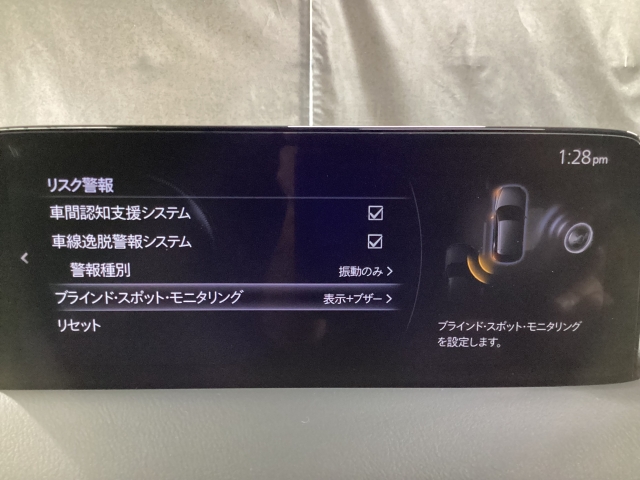 1:28pm
リスク警報
車間認知支援システム
車線逸脱警報システム
警報種別 振動のみ
ブラインド・スポット・モニタリング 表示+ブザー
リセット
ブラインド・スポット・モニタリング
を設定します。